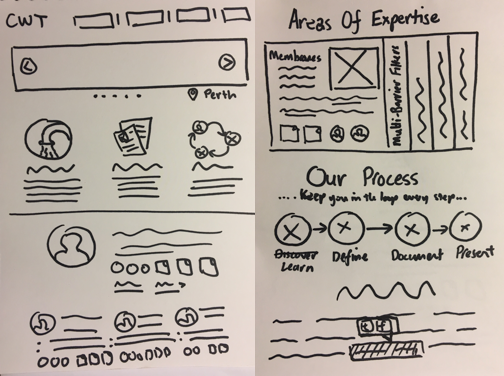 CWT
Perth
Areas Of Expertise
Membranes
Multi-Barrier Filters
Our Process
.... Keep you in the loop every step...
Discover
Learn
Define
Document
Present